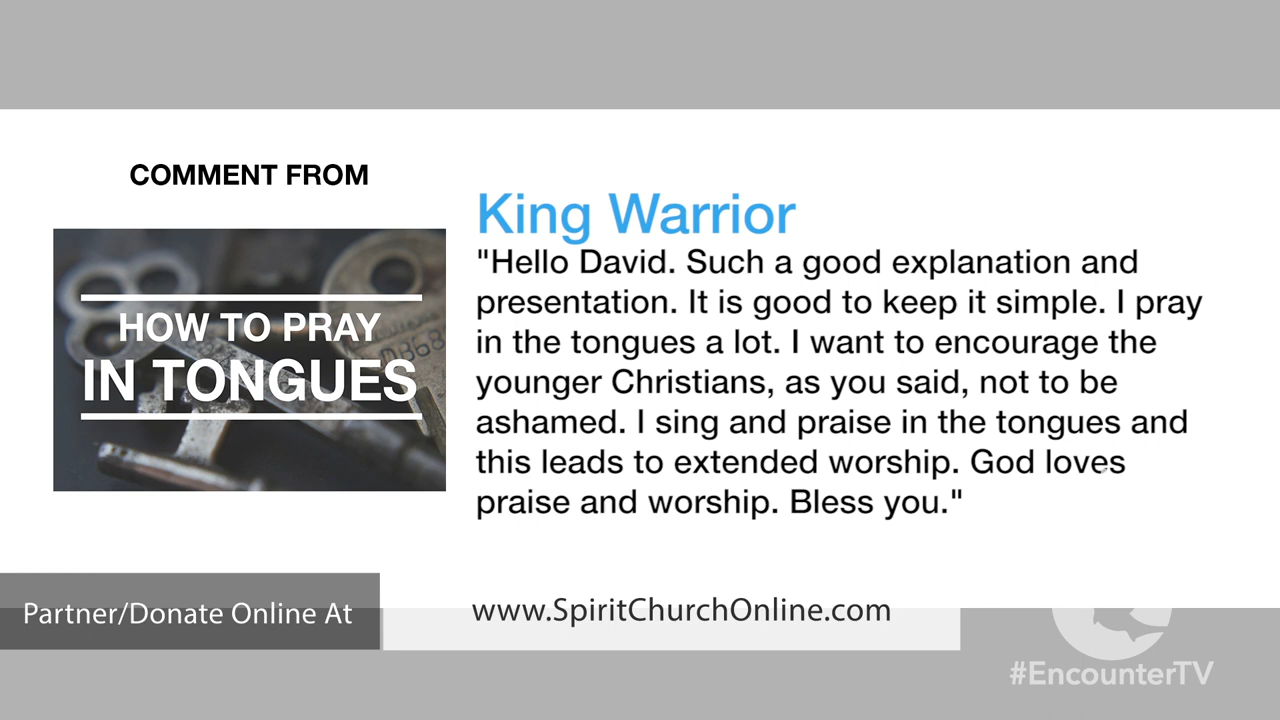 COMMENT FROM
HOW TO PRAY
IN TONGUES
King Warrior
"Hello David. Such a good explanation and
presentation. It is good to keep it simple. I pray
in the tongues a lot. I want to encourage the
younger Christians, as you said, not to be
ashamed. I sing and praise in the tongues and
this leads to extended worship. God loves
praise and worship. Bless you."
Partner/Donate Online At
www.SpiritChurchOnline.com
#EncounterTV